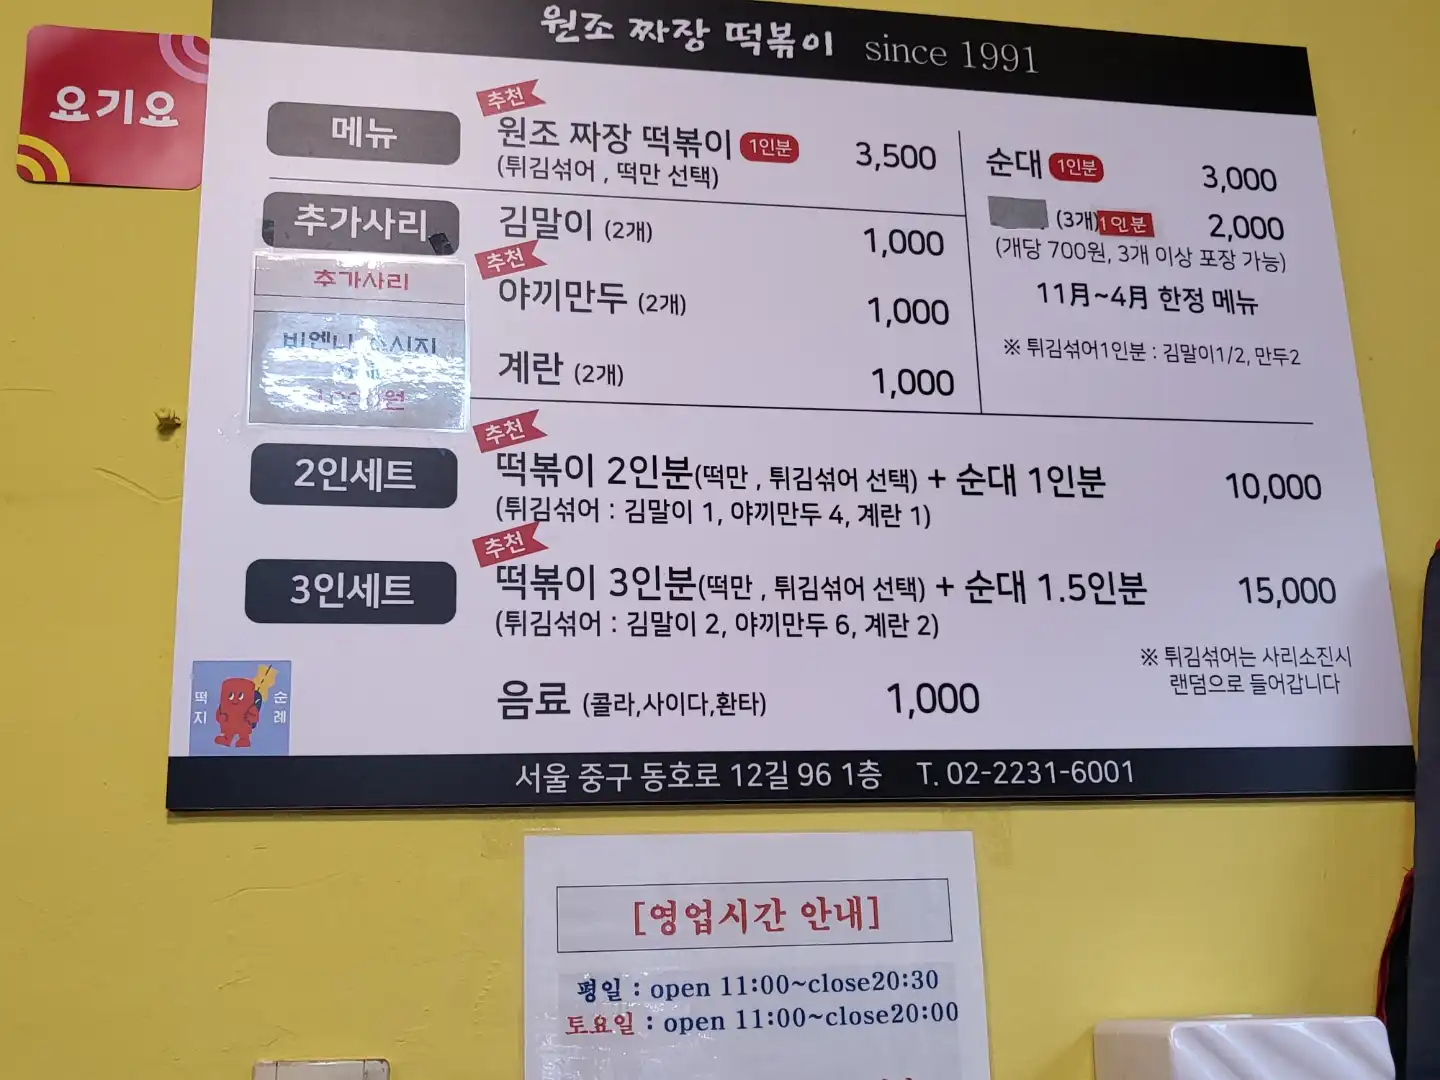 원조 짜장 떡볶이 since 1991
요기요
메뉴
추천
원조 짜장 떡볶이 1인분 3,500
(튀김섞어 , 떡만 선택)
추가사리
김말이 (2개) 1,000
추천
야끼만두 (2개) 1,000
계란 (2개) 1,000
추가사리
비엔나
순대 1인분 3,000
(3개) 1인분 2,000
(개당 700원, 3개 이상 포장 가능)
11月~4月 한정 메뉴
※ 튀김섞어1인분 : 김말이1/2, 만두2
2인세트
추천
떡볶이 2인분(떡만 , 튀김섞어 선택) + 순대 1인분 10,000
(튀김섞어 : 김말이 1, 야끼만두 4, 계란 1)
3인세트
추천
떡볶이 3인분(떡만 , 튀김섞어 선택) + 순대 1.5인분 15,000
(튀김섞어 : 김말이 2, 야끼만두 6, 계란 2)
※ 튀김섞어는 사리소진시
랜덤으로 들어갑니다
음료 (콜라,사이다,환타) 1,000
떡 순
지 례
서울 중구 동호로 12길 96 1층 T. 02-2231-6001
[영업시간 안내]
평일 : open 11:00~close20:30
토요일 : open 11:00~close20:00